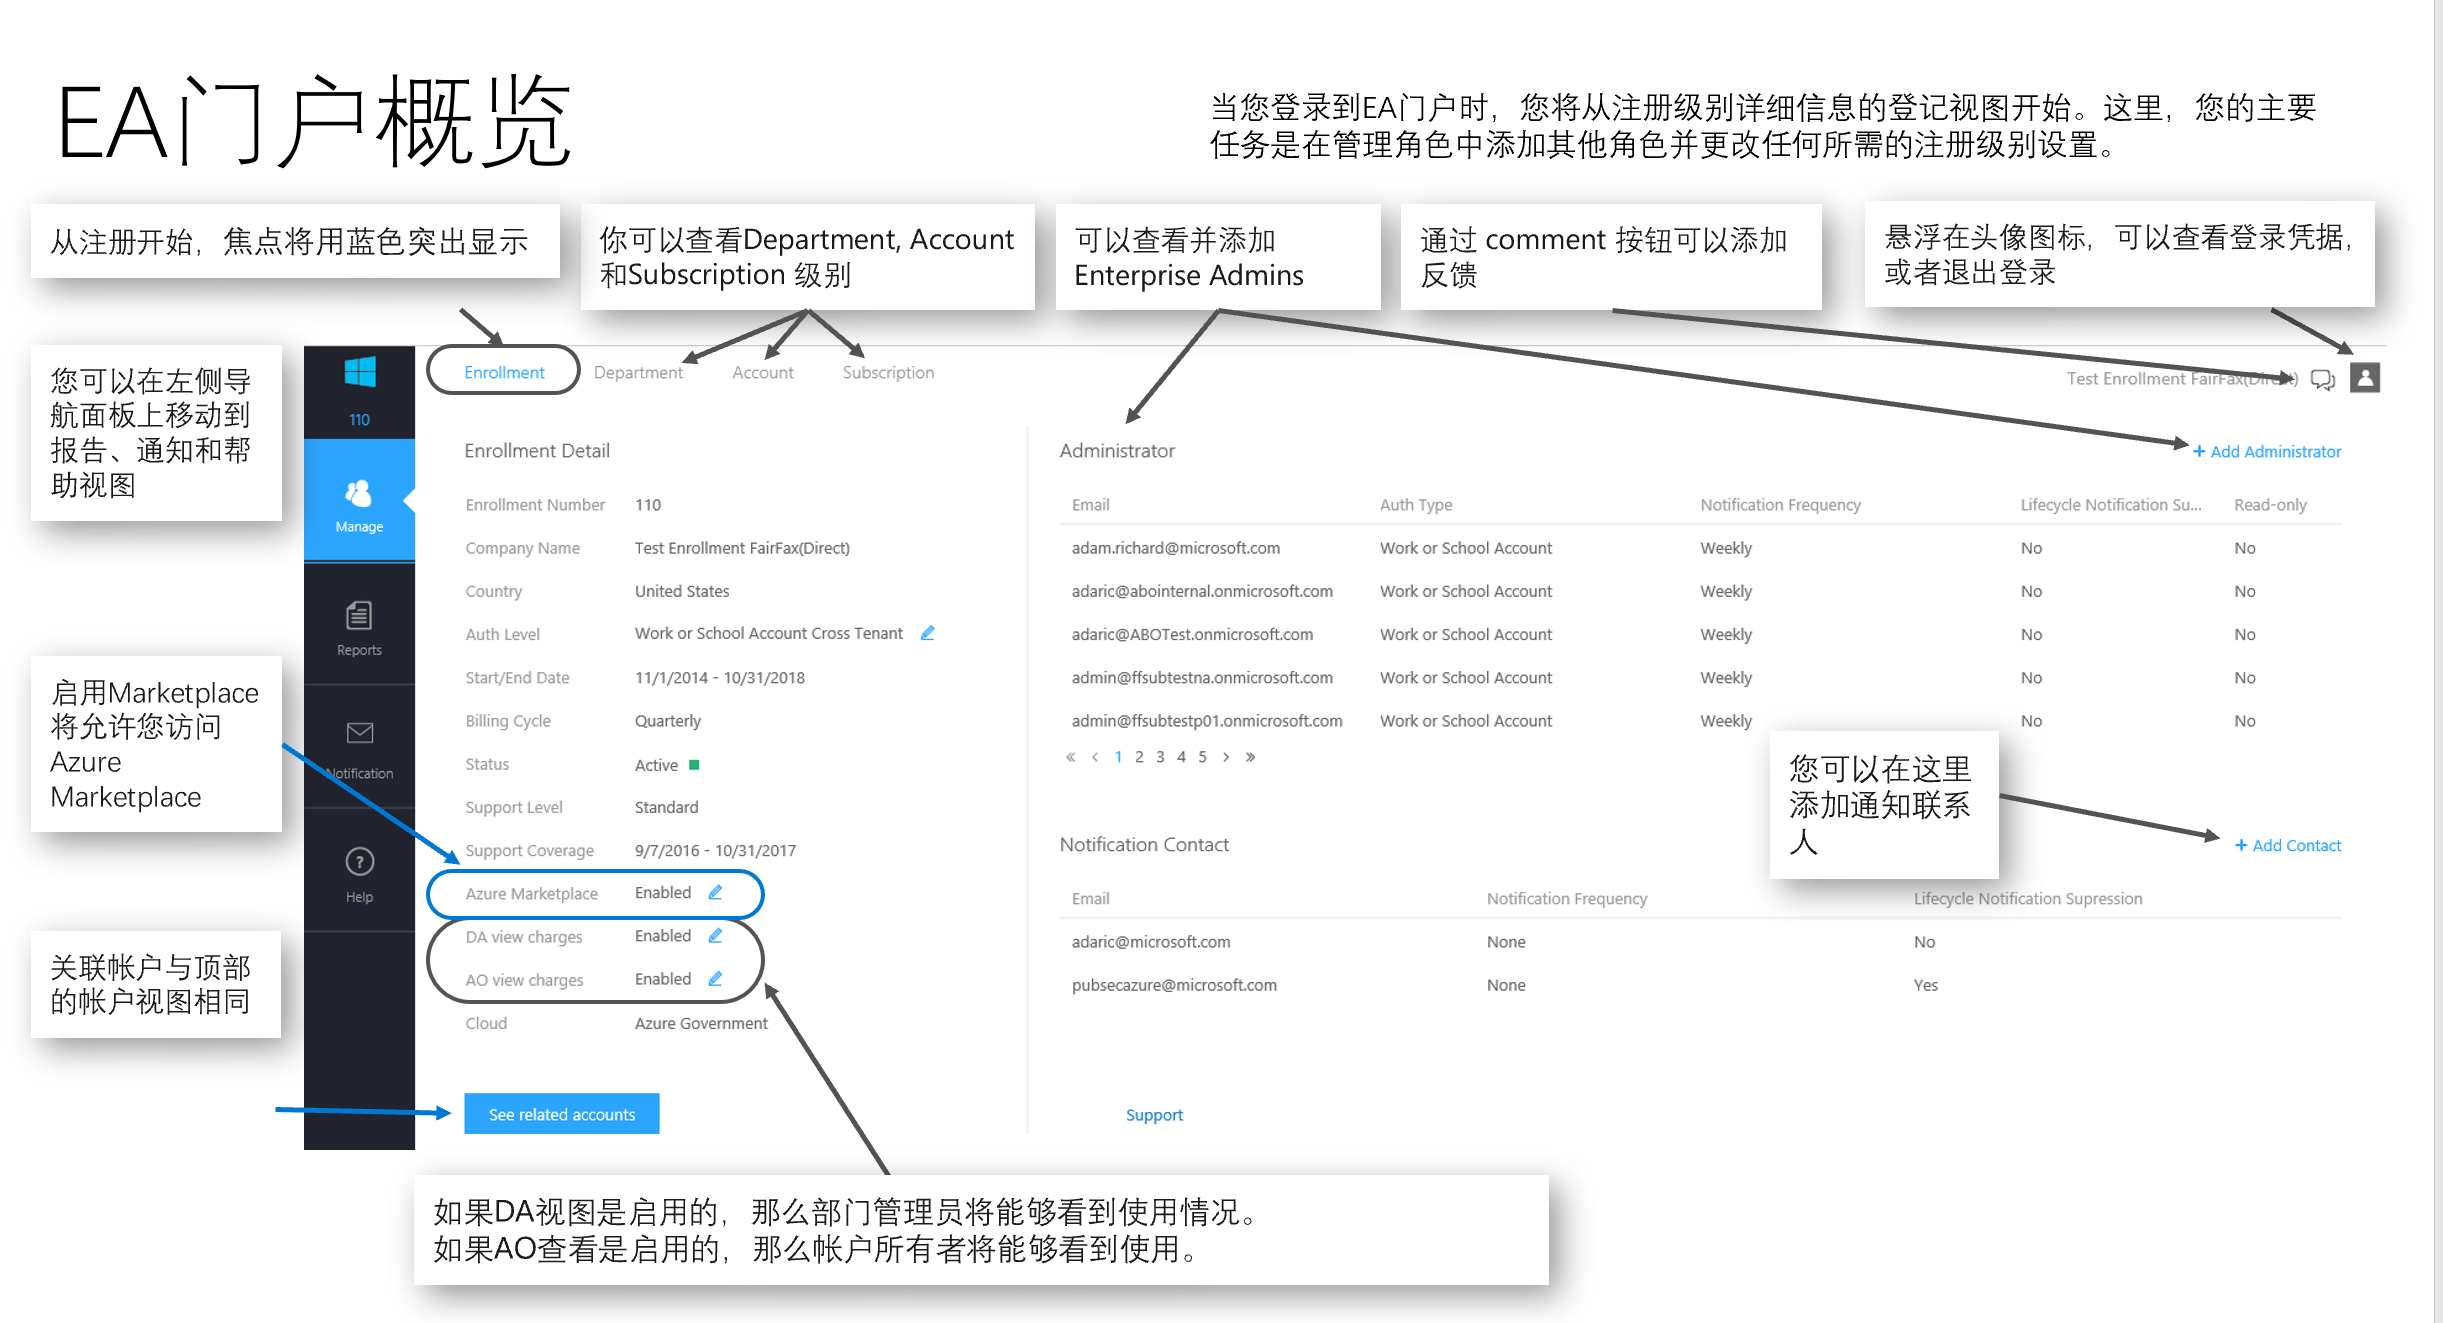 EA门户概览
当您登录到EA门户时，您将从注册级别详细信息的登记视图开始。这里，您的主要
任务是在管理角色中添加其他角色并更改任何所需的注册级别设置。
从注册开始，焦点将用蓝色突出显示
你可以查看Department, Account
和Subscription 级别
可以查看并添加
Enterprise Admins
通过 comment 按钮可以添加
反馈
悬浮在头像图标，可以查看登录凭据，
或者退出登录
您可以在左侧导
航面板上移动到
报告、通知和帮
助视图
启用Marketplace
将允许您访问
Azure
Marketplace
关联帐户与顶部
的帐户视图相同
110
Manage
Reports
Notification
Help
Enrollment Department Account Subscription
Test Enrollment FairFax(Direct)
Enrollment Detail
Enrollment Number 110
Company Name Test Enrollment FairFax(Direct)
Country United States
Auth Level Work or School Account Cross Tenant
Start/End Date 11/1/2014 - 10/31/2018
Billing Cycle Quarterly
Status Active
Support Level Standard
Support Coverage 9/7/2016 - 10/31/2017
Azure Marketplace Enabled
DA view charges Enabled
AO view charges Enabled
Cloud Azure Government
See related accounts
Administrator
+ Add Administrator
Email Auth Type Notification Frequency Lifecycle Notification Su... Read-only
adam.richard@microsoft.com Work or School Account Weekly No No
adaric@abointernal.onmicrosoft.com Work or School Account Weekly No No
adaric@ABOTest.onmicrosoft.com Work or School Account Weekly No No
admin@ffsubtestna.onmicrosoft.com Work or School Account Weekly No No
admin@ffsubtestp01.onmicrosoft.com Work or School Account Weekly No No
« < 1 2 3 4 5 > »
您可以在这里
添加通知联系
人
Notification Contact
+ Add Contact
Email Notification Frequency Lifecycle Notification Supression
adaric@microsoft.com None No
pubsecazure@microsoft.com None Yes
Support
如果DA视图是启用的，那么部门管理员将能够看到使用情况。
如果AO查看是启用的，那么帐户所有者将能够看到使用。